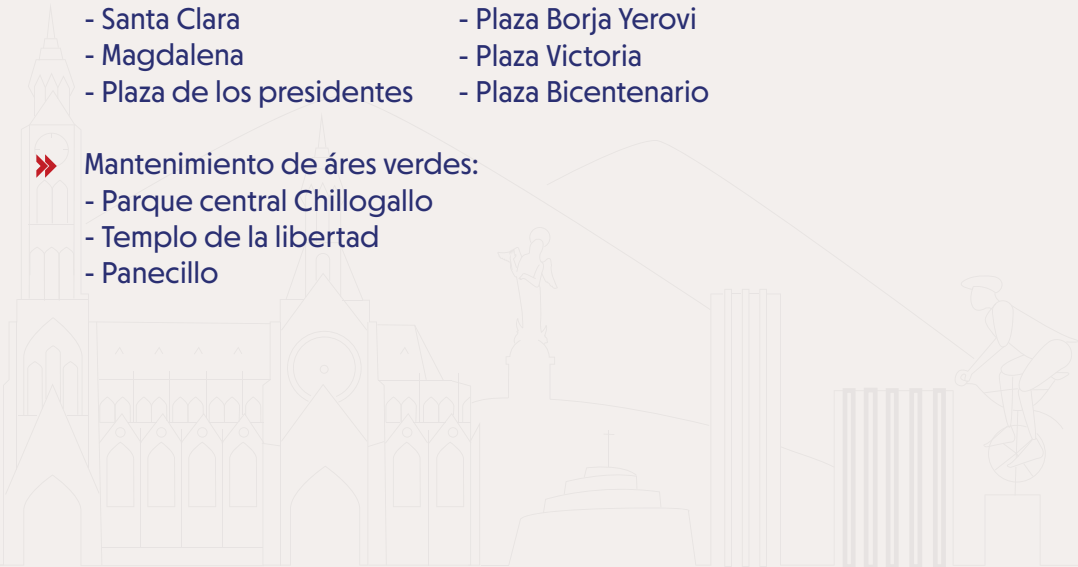 - Santa Clara
- Magdalena
- Plaza de los presidentes
- Plaza Borja Yerovi
- Plaza Victoria
- Plaza Bicentenario
Mantenimiento de áres verdes:
- Parque central Chillogallo
- Templo de la libertad
- Panecillo